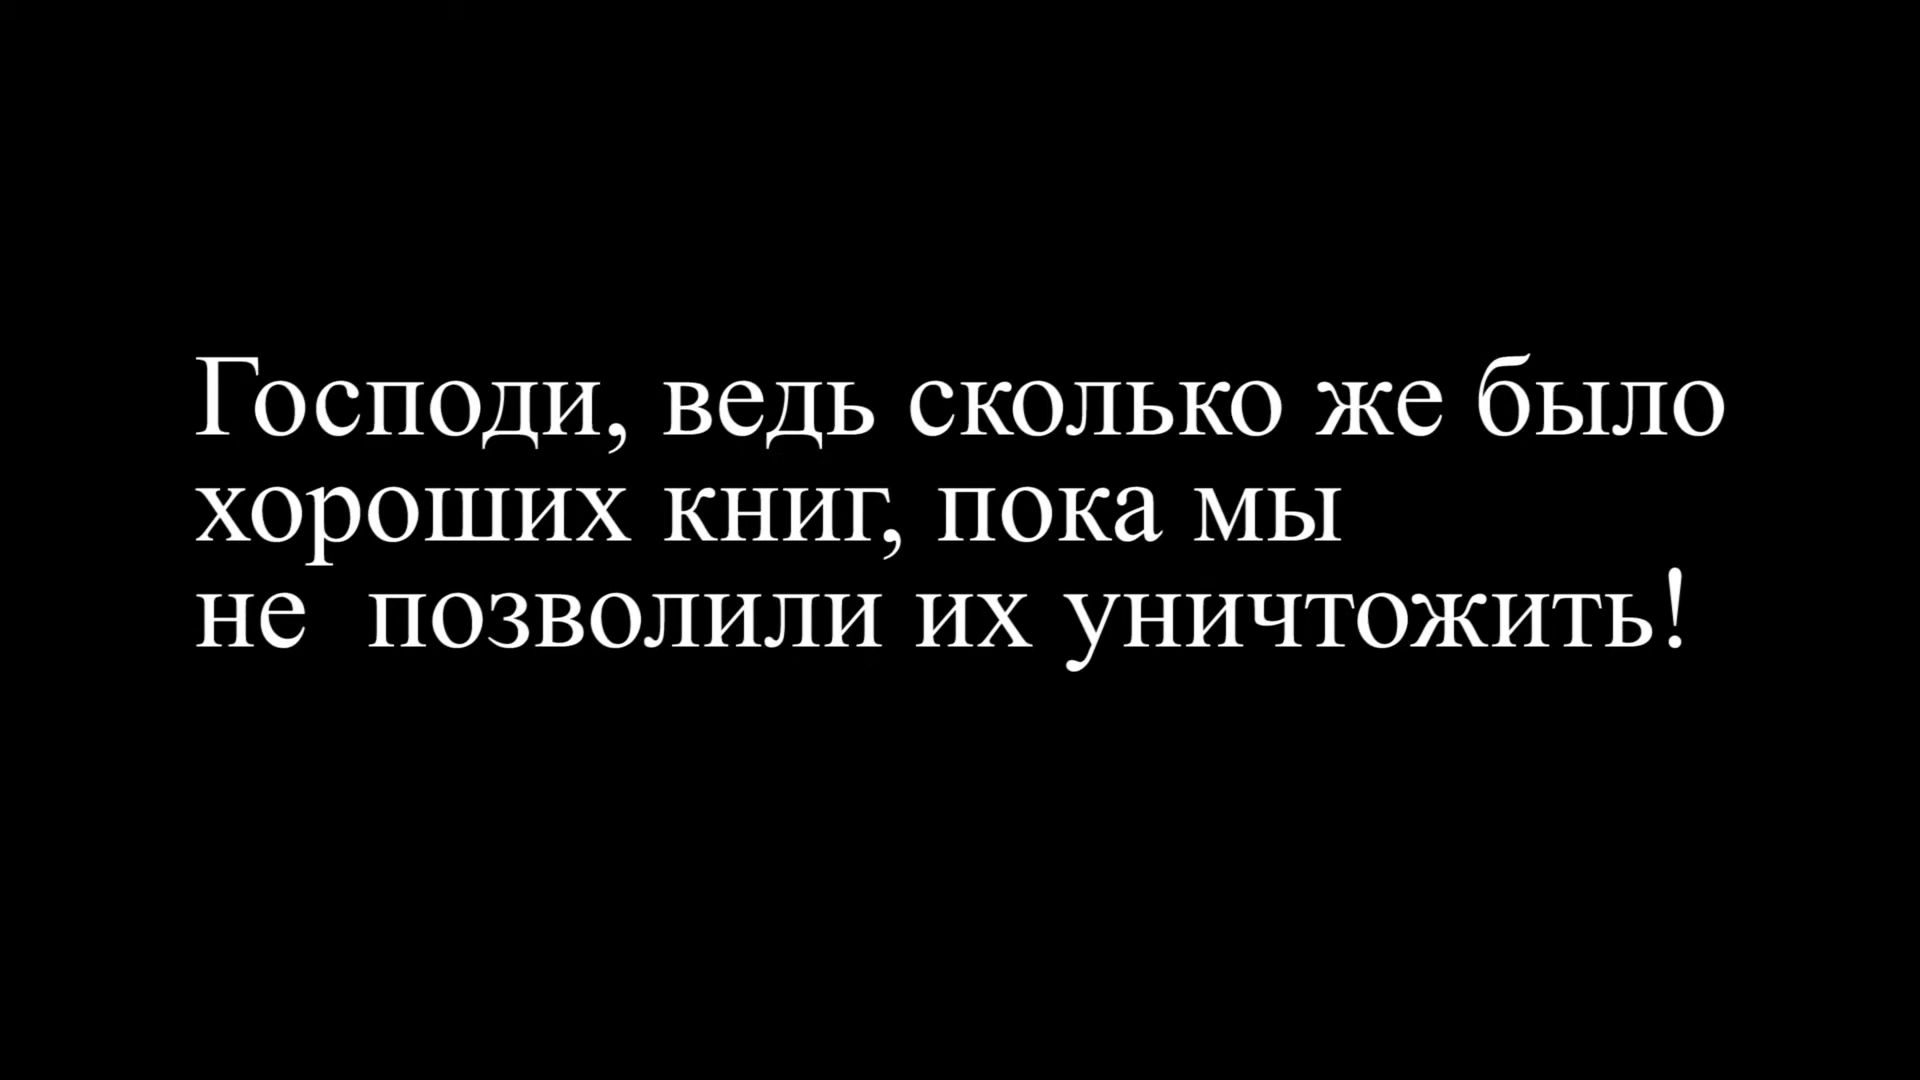 Господи, ведь сколько же было
хороших книг, пока мы
не  позволили их уничтожить!